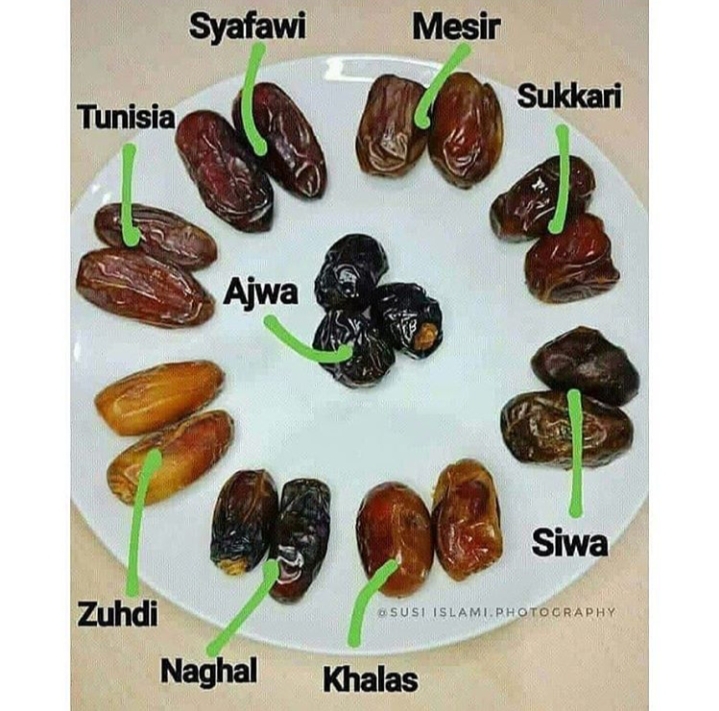 Syafawi
Mesir
Tunisia
Sukkari
Ajwa
Siwa
Zuhdi
@SUSI ISLAMI.PHOTOGRAPHY
Naghal
Khalas